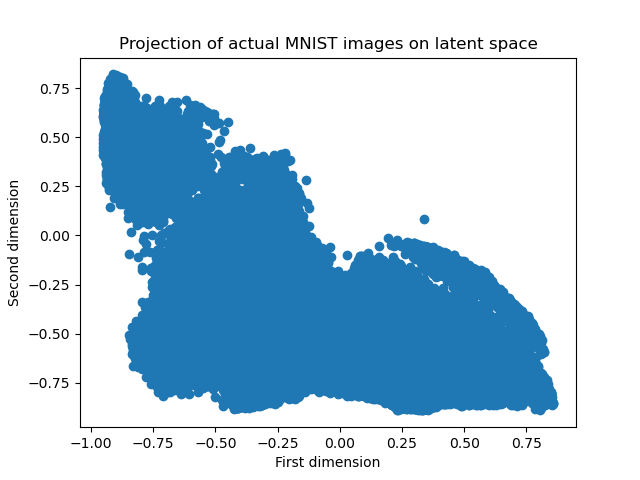 Projection of actual MNIST images on latent space
0.75
0.50
0.25
0.00
−0.25
−0.50
−0.75
Second dimension
−1.00 −0.75 −0.50 −0.25 0.00 0.25 0.50 0.75
First dimension